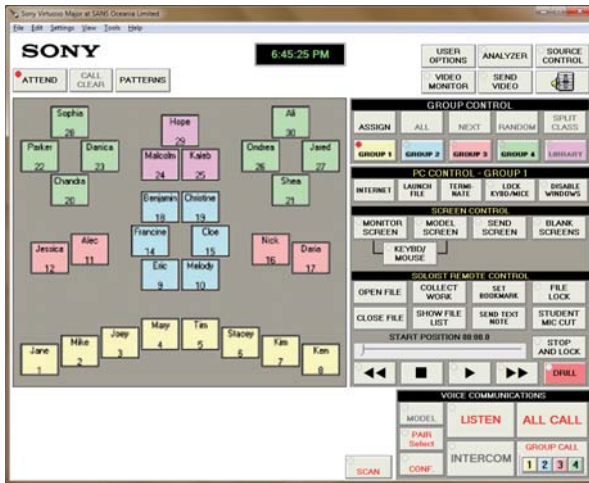 Sony Virtuoso Major at SANS Oceania Limited
File Edit Settings View Tools Help
SONY
6:45:25 PM
USER OPTIONS
ANALYZER
SOURCE CONTROL
ATTEND
CALL CLEAR
PATTERNS
VIDEO MONITOR
SEND VIDEO
Sophia 28
Ali 30
Hope 29
Parker 22
Danica 23
Ondrea 26
Jared 27
Malcolm 24
Kaieb 25
Chandra 20
Shea 21
Benjamin 18
Christine 19
Francine 14
Cloe 15
Jessica 12
Alec 11
Nick 16
Daria 17
Eric 9
Melody 10
Jane 1
Mike 2
Joey 3
Mary 4
Tim 5
Stacey 6
Kim 7
Ken 8
GROUP CONTROL
ASSIGN
ALL
NEXT
RANDOM
SPLIT CLASS
GROUP 1
GROUP 2
GROUP 3
GROUP 4
LIBRARY
PC CONTROL - GROUP 1
INTERNET
LAUNCH FILE
TERMI-NATE
LOCK KYBD/MICE
DISABLE WINDOWS
SCREEN CONTROL
MONITOR SCREEN
MODEL SCREEN
SEND SCREEN
BLANK SCREENS
KEYBD/ MOUSE
SOLOIST REMOTE CONTROL
OPEN FILE
COLLECT WORK
SET BOOKMARK
FILE LOCK
CLOSE FILE
SHOW FILE LIST
SEND TEXT NOTE
STUDENT MIC CUT
START POSITION 00:00.0
STOP AND LOCK
DRILL
VOICE COMMUNICATIONS
MODEL
LISTEN
ALL CALL
PAIR Select
INTERCOM
GROUP CALL
SCAN
CONF.
1 2 3 4